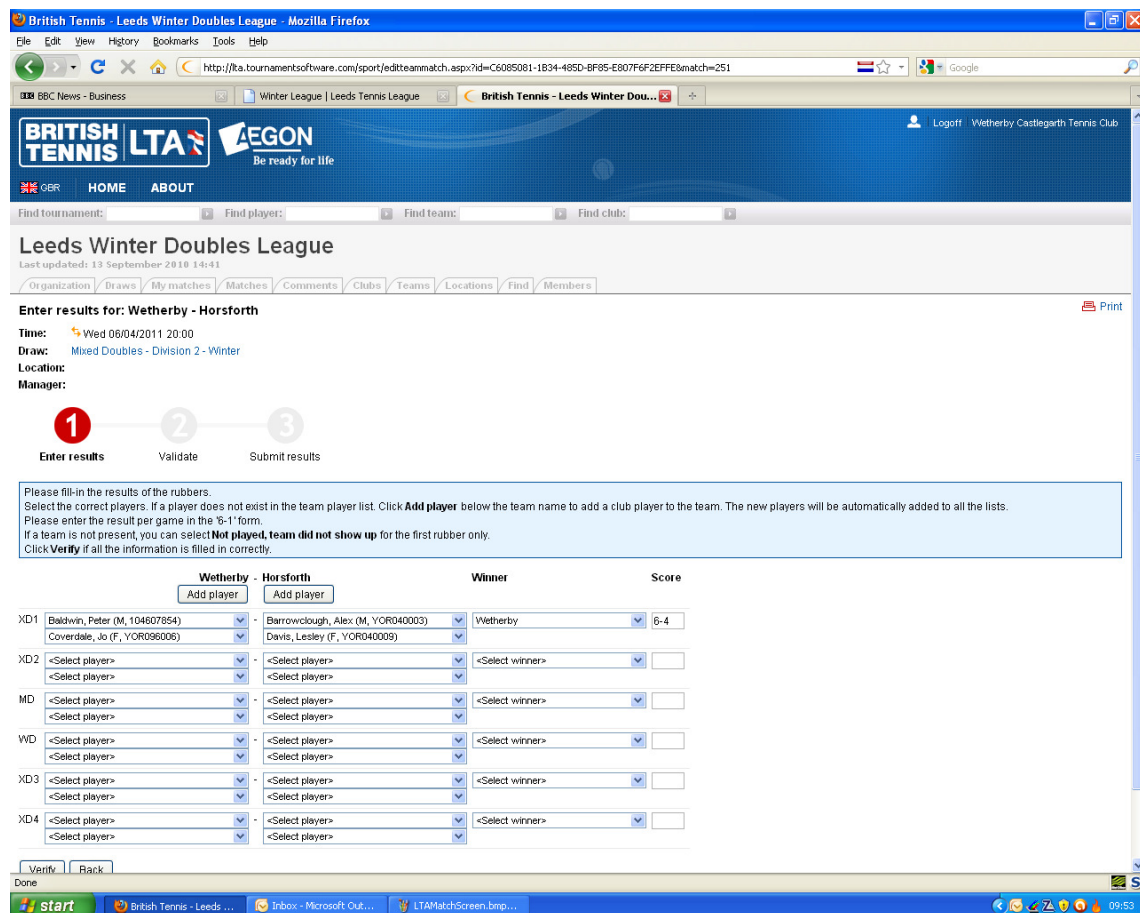 British Tennis - Leeds Winter Doubles League - Mozilla Firefox
File Edit View History Bookmarks Tools Help
http://lta.tournamentsoftware.com/sport/editteammatch.aspx?id=C6085081-1B34-485D-BF85-E807F6F2EFFE&match=251 Google
BBC News - Business Winter League | Leeds Tennis League British Tennis - Leeds Winter Dou...
BRITISH TENNIS LTA AEGON Be ready for life Logoff Wetherby Castlegarth Tennis Club
GBR HOME ABOUT
Find tournament: Find player: Find team: Find club:
Leeds Winter Doubles League
Last updated: 13 September 2010 14:41
Organization Draws My matches Matches Comments Clubs Teams Locations Find Members
Enter results for: Wetherby - Horsforth Print
Time: Wed 06/04/2011 20:00
Draw: Mixed Doubles - Division 2 - Winter
Location:
Manager:
1 2 3
Enter results Validate Submit results
Please fill-in the results of the rubbers.
Select the correct players. If a player does not exist in the team player list. Click Add player below the team name to add a club player to the team. The new players will be automatically added to all the lists.
Please enter the result per game in the '6-1' form.
If a team is not present, you can select Not played, team did not show up for the first rubber only.
Click Verify if all the information is filled in correctly.
Wetherby - Horsforth Winner Score
Add player Add player
XD1 Baldwin, Peter (M, 104607854) - Barrowclough, Alex (M, YOR040003) Wetherby 6-4
Coverdale, Jo (F, YOR096006) Davis, Lesley (F, YOR040009)
XD2 <Select player> - <Select player> <Select winner>
<Select player> <Select player>
MD <Select player> - <Select player> <Select winner>
<Select player> <Select player>
WD <Select player> - <Select player> <Select winner>
<Select player> <Select player>
XD3 <Select player> - <Select player> <Select winner>
<Select player> <Select player>
XD4 <Select player> - <Select player> <Select winner>
<Select player> <Select player>
Verify Back
Done
start British Tennis - Leeds ... Inbox - Microsoft Out... LTAMatchScreen.bmp... 09:53